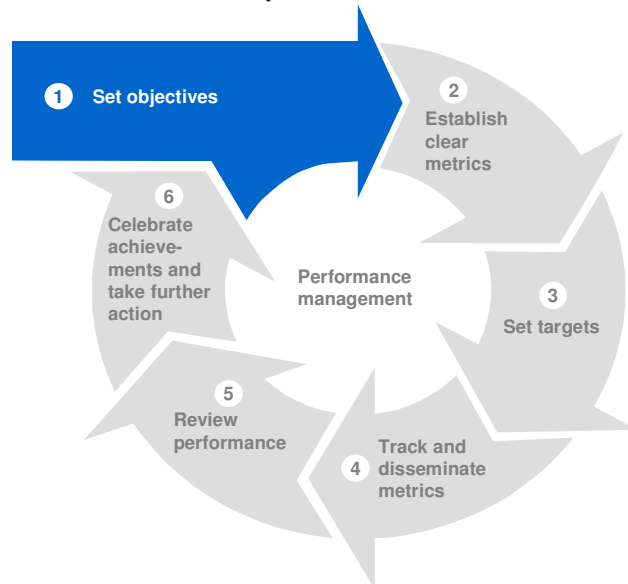 1 Set objectives
2
Establish
clear
metrics
3
Set targets
4 Track and
disseminate
metrics
5
Review
performance
6
Celebrate
achieve-
ments and
take further
action
Performance
management